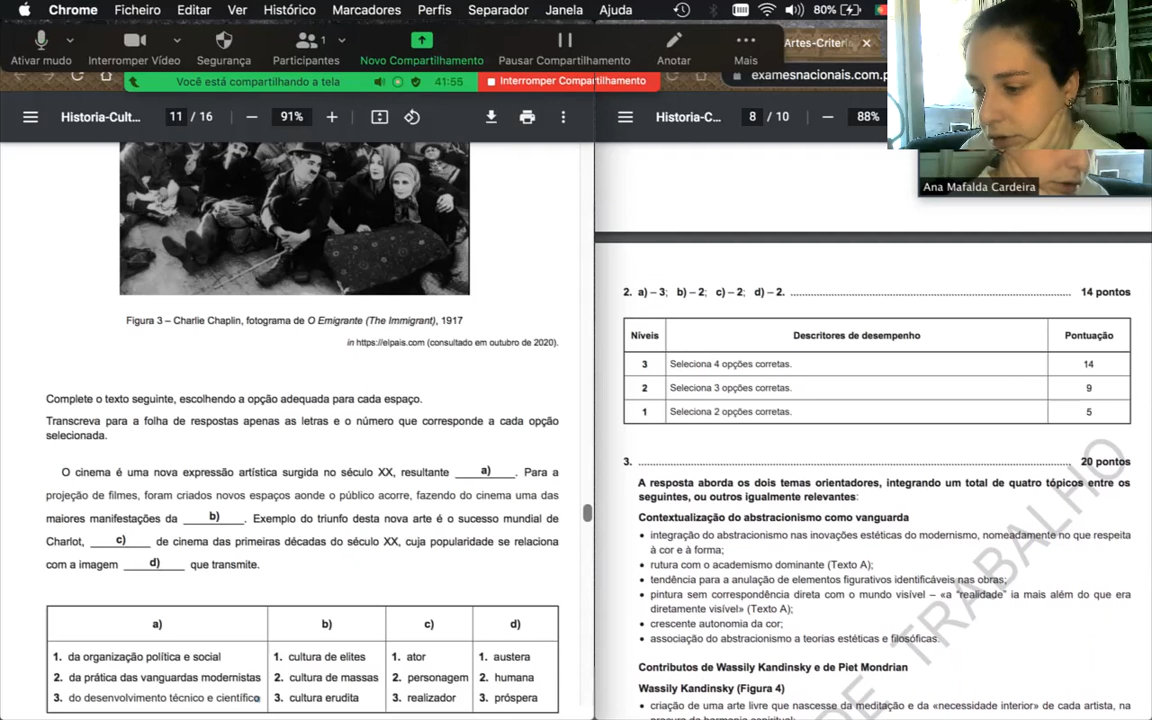 Chrome Ficheiro Editar Ver Histórico Marcadores Perfis Separador Janela Ajuda 80%
Ativar mudo Interromper Vídeo Segurança Participantes 1 Novo Compartilhamento Pausar Compartilhamento Anotar Mais
Você está compartilhando a tela 41:55 Interromper Compartilhamento
Artes-Criteri
examesnacionais.com.p
Historia-Cult... 11 / 16 91%
Historia-C... 8 / 10 88%
Ana Mafalda Cardeira
Figura 3 – Charlie Chaplin, fotograma de O Emigrante (The Immigrant), 1917
in https://elpais.com (consultado em outubro de 2020).
Complete o texto seguinte, escolhendo a opção adequada para cada espaço.
Transcreva para a folha de respostas apenas as letras e o número que corresponde a cada opção
selecionada.
O cinema é uma nova expressão artística surgida no século XX, resultante a) . Para a
projeção de filmes, foram criados novos espaços aonde o público acorre, fazendo do cinema uma das
maiores manifestações da b) . Exemplo do triunfo desta nova arte é o sucesso mundial de
Charlot, c) de cinema das primeiras décadas do século XX, cuja popularidade se relaciona
com a imagem d) que transmite.
a) b) c) d)
1. da organização política e social 1. cultura de elites 1. ator 1. austera
2. da prática das vanguardas modernistas 2. cultura de massas 2. personagem 2. humana
3. do desenvolvimento técnico e científico 3. cultura erudita 3. realizador 3. próspera
2. a) – 3; b) – 2; c) – 2; d) – 2. 14 pontos
Níveis Descritores de desempenho Pontuação
3 Seleciona 4 opções corretas. 14
2 Seleciona 3 opções corretas. 9
1 Seleciona 2 opções corretas. 5
3. 20 pontos
A resposta aborda os dois temas orientadores, integrando um total de quatro tópicos entre os
seguintes, ou outros igualmente relevantes:
Contextualização do abstracionismo como vanguarda
• integração do abstracionismo nas inovações estéticas do modernismo, nomeadamente no que respeita
à cor e à forma;
• rutura com o academismo dominante (Texto A);
• tendência para a anulação de elementos figurativos identificáveis nas obras;
• pintura sem correspondência direta com o mundo visível – «a “realidade” ia mais além do que era
diretamente visível» (Texto A);
• crescente autonomia da cor;
• associação do abstracionismo a teorias estéticas e filosóficas.
Contributos de Wassily Kandinsky e de Piet Mondrian
Wassily Kandinsky (Figura 4)
• criação de uma arte livre que nascesse da meditação e da «necessidade interior» de cada artista, na
procura da harmonia espiritual;
DE TRABALHO